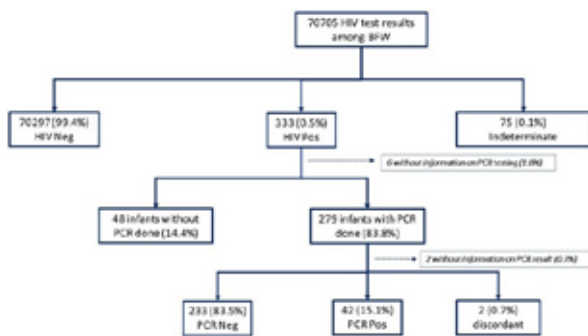 70705 HIV test results
among BFW
70297 (99.4%)
HIV Neg
333 (0.5%)
HIV Pos
75 (0.1%)
Indeterminate
6 without information on PCR testing (1.8%)
48 infants without
PCR done (14.4%)
279 infants with PCR
done (83.8%)
2 without information on PCR result (0.7%)
233 (83.5%)
PCR Neg
42 (15.1%)
PCR Pos
2 (0.7%)
discordant